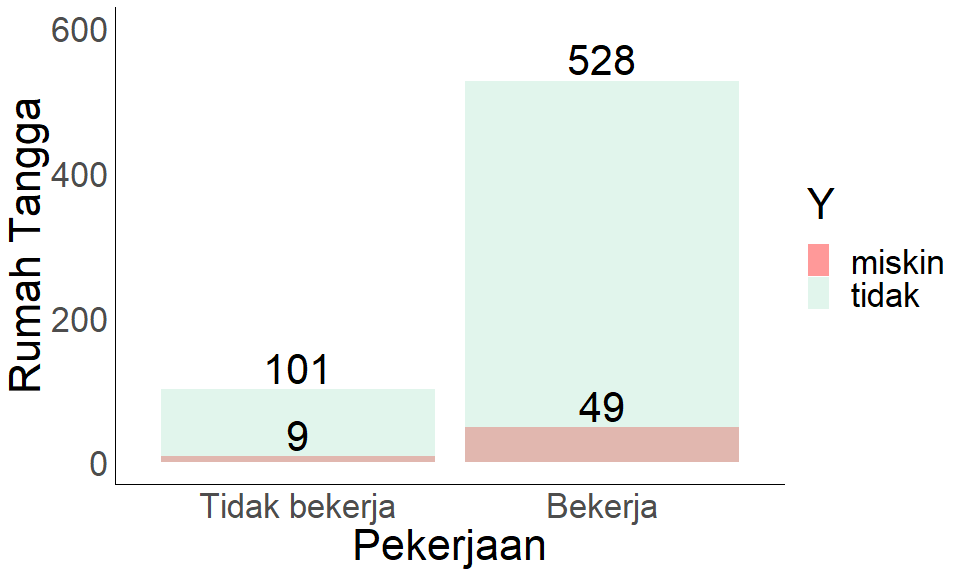 600
400
200
0
Rumah Tangga
528
101
49
9
Tidak bekerja
Bekerja
Pekerjaan
Y
miskin
tidak